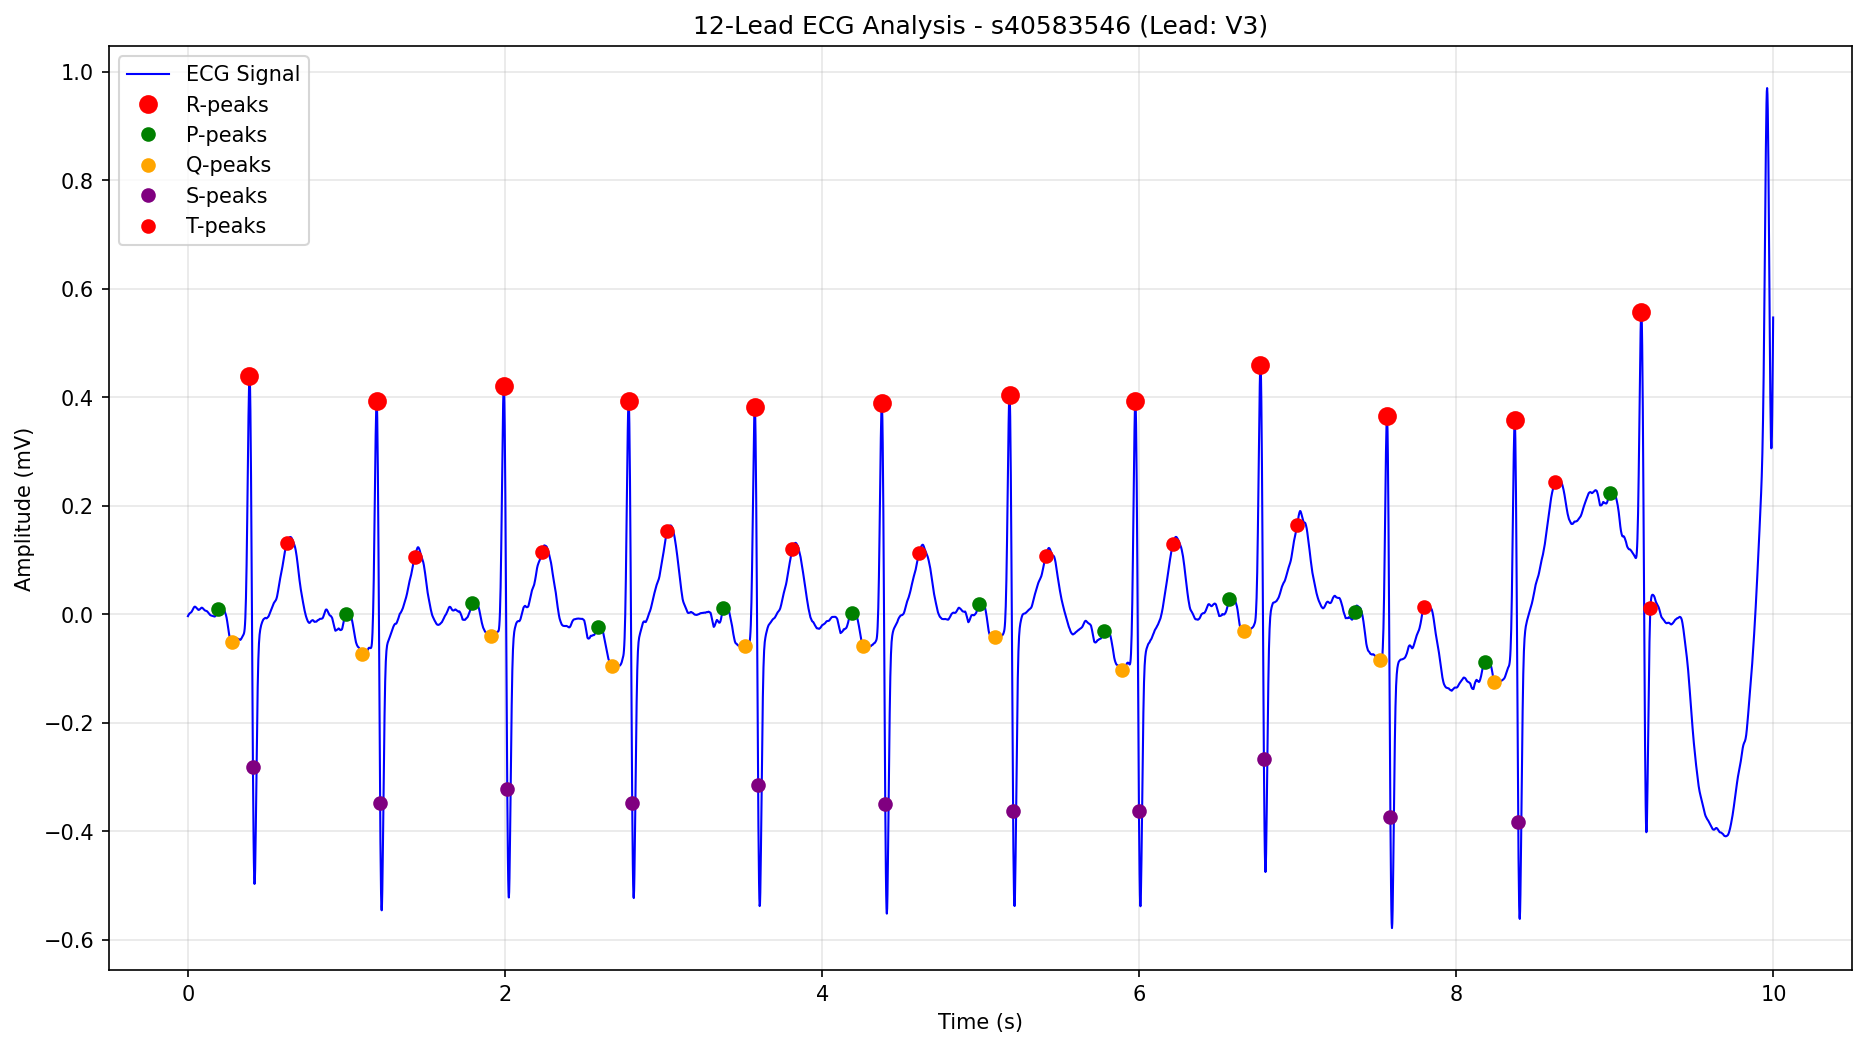 12-Lead ECG Analysis - s40583546 (Lead: V3)
ECG Signal
R-peaks
P-peaks
Q-peaks
S-peaks
T-peaks
Amplitude (mV)
1.0
0.8
0.6
0.4
0.2
0.0
−0.2
−0.4
−0.6
0 2 4 6 8 10
Time (s)